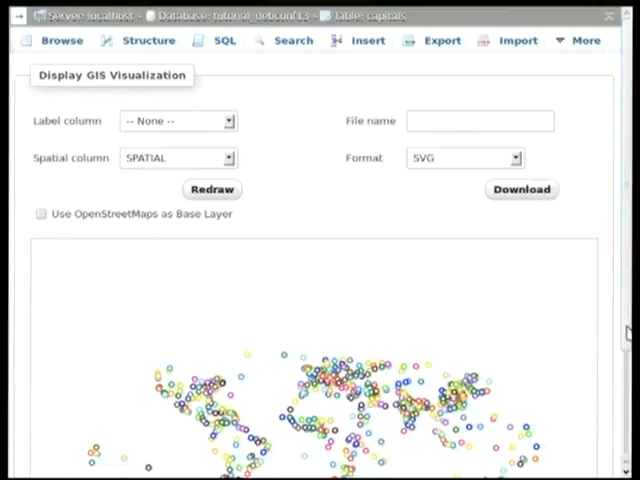 Server: localhost » Database: tutorial_debconf13 » Table: capitals
Browse Structure SQL Search Insert Export Import More
Display GIS Visualization
Label column -- None -- File name
Spatial column SPATIAL Format SVG
Redraw Download
Use OpenStreetMaps as Base Layer